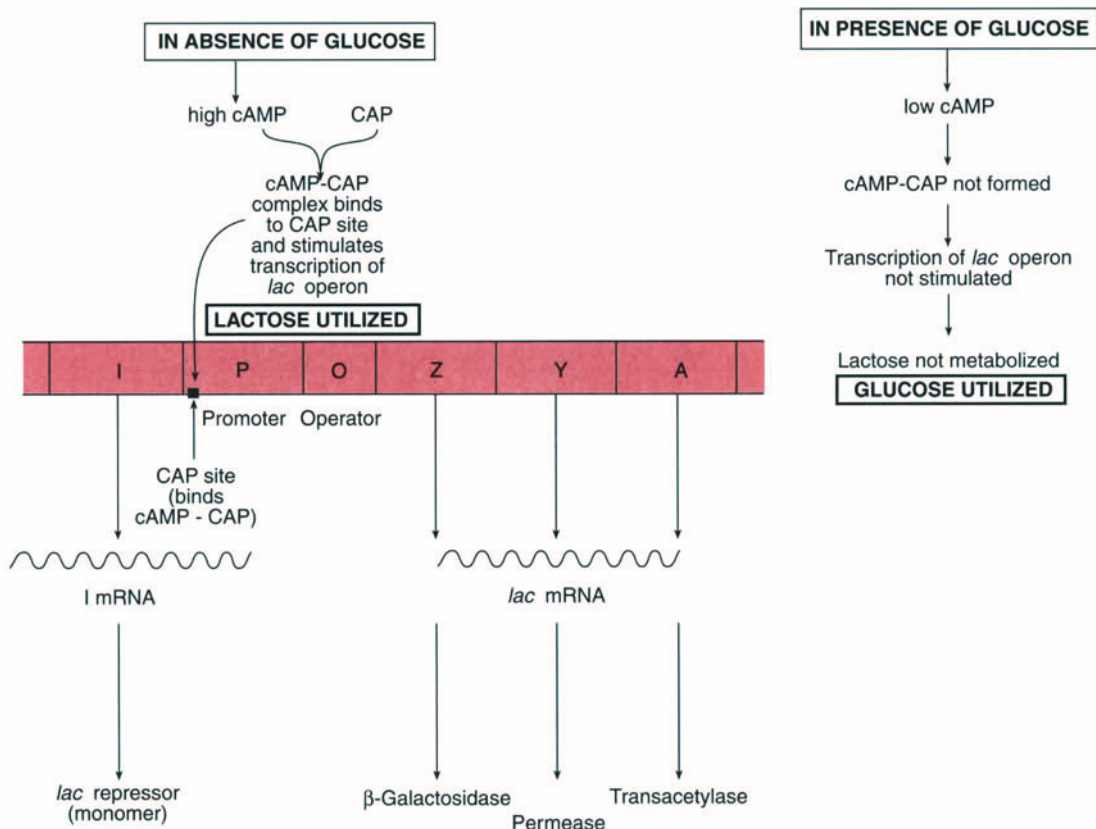 IN ABSENCE OF GLUCOSE
high cAMP
CAP
cAMP-CAP
complex binds
to CAP site
and stimulates
transcription of
lac operon
LACTOSE UTILIZED
IN PRESENCE OF GLUCOSE
low cAMP
cAMP-CAP not formed
Transcription of lac operon
not stimulated
Lactose not metabolized
GLUCOSE UTILIZED
I P O Z Y A
Promoter Operator
CAP site
(binds
cAMP - CAP)
I mRNA
lac mRNA
lac repressor
(monomer)
β-Galactosidase
Permease
Transacetylase